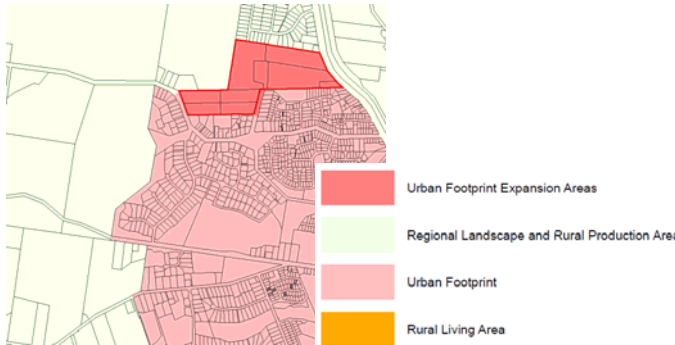 Urban Footprint Expansion Areas
Regional Landscape and Rural Production Area
Urban Footprint
Rural Living Area